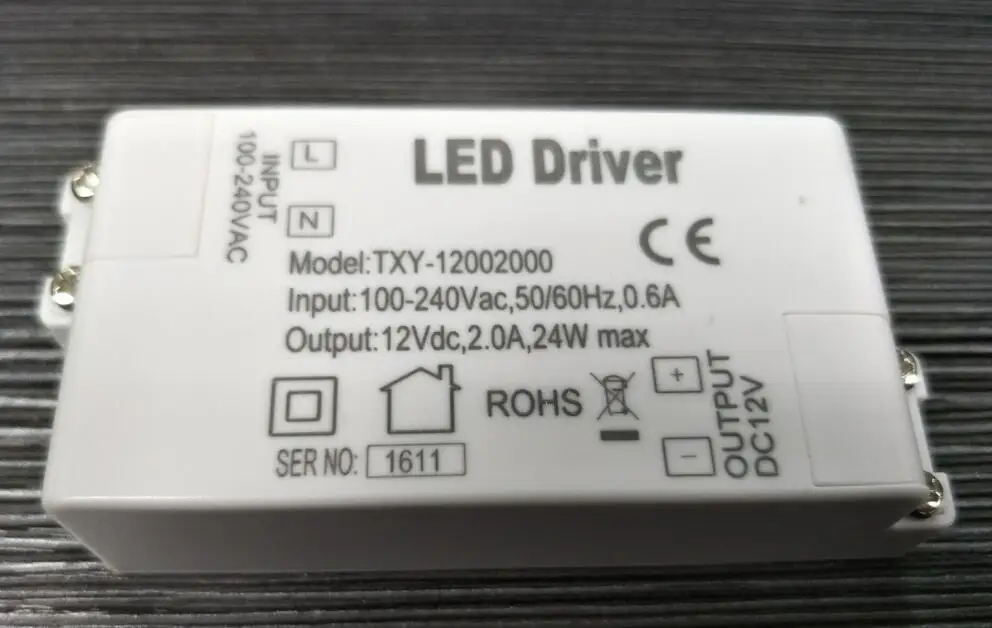 LED Driver
INPUT
100-240VAC
L
N
CE
Model:TXY-12002000
Input:100-240Vac,50/60Hz,0.6A
Output:12Vdc,2.0A,24W max
ROHS
+
-
OUTPUT
DC12V
SER NO: 1611